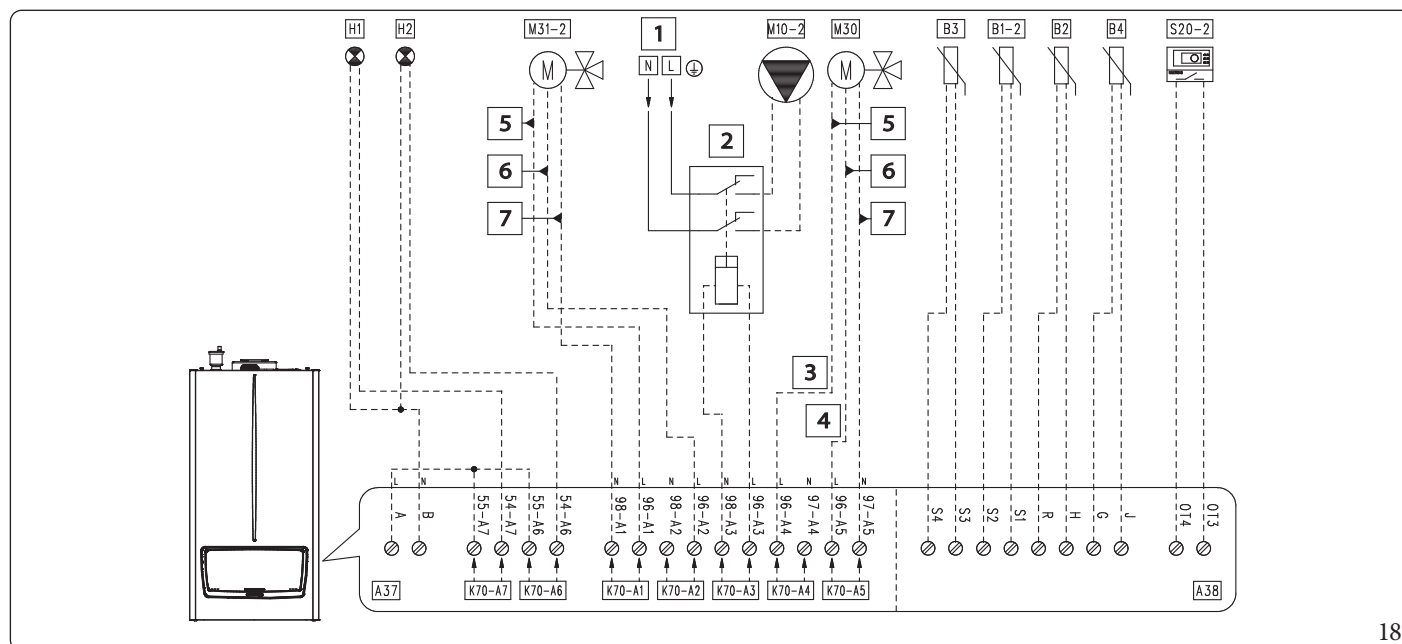 H1 H2 M31-2 1 M10-2 M30 B3 B1-2 B2 B4 S20-2
N L
M M
5 2 5
6 6
7 7
3
4
L N N L N L N L L N L N
A B 55-A7 54-A7 55-A6 54-A6 98-A1 96-A1 98-A2 96-A2 98-A3 96-A3 96-A4 97-A4 96-A5 97-A5 S4 S3 S2 S1 R H G J OT4 OT3
A37 K70-A7 K70-A6 K70-A1 K70-A2 K70-A3 K70-A4 K70-A5 A38
18